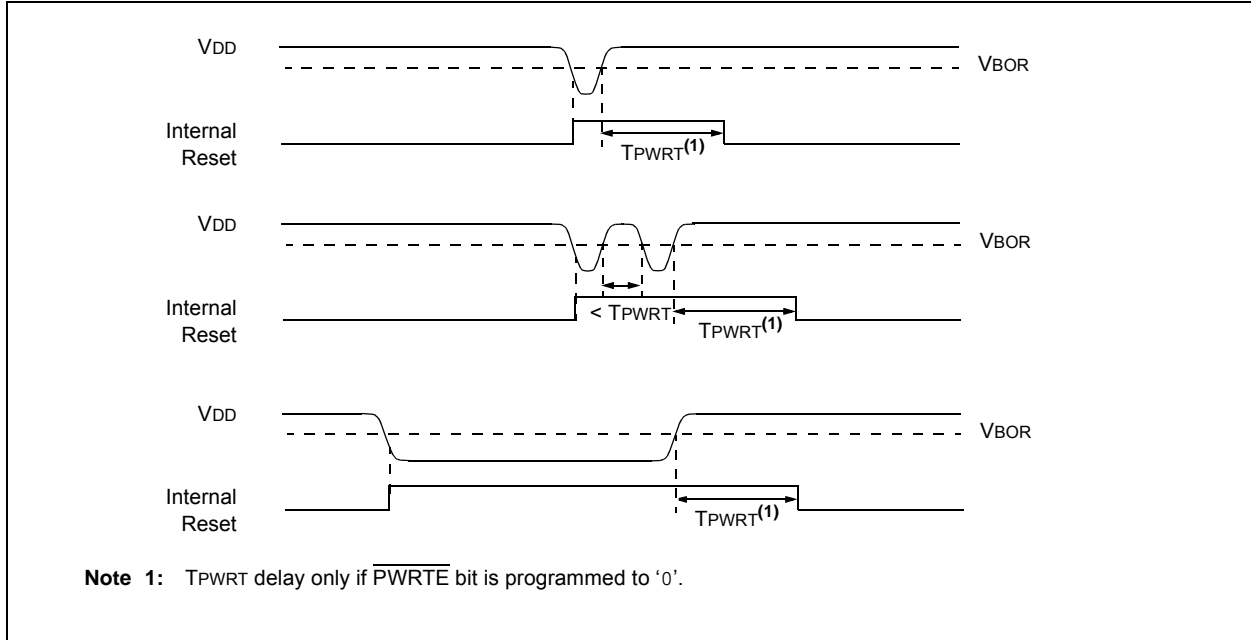 VDD
VBOR
Internal
Reset
TPWRT(1)
VDD
VBOR
Internal
Reset
< TPWRT
TPWRT(1)
VDD
VBOR
Internal
Reset
TPWRT(1)
Note 1: TPWRT delay only if PWRTE bit is programmed to ‘0’.